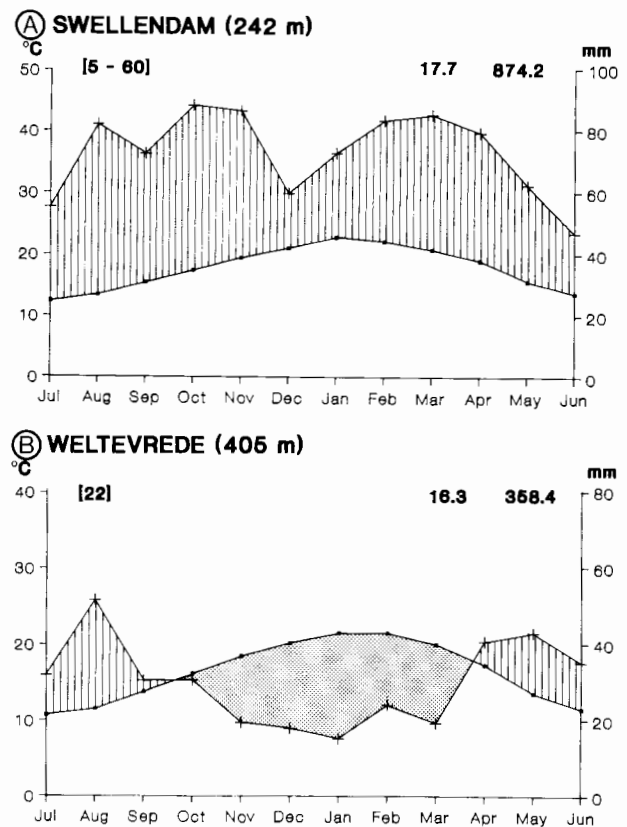 Ⓐ SWELLENDAM (242 m)
°C
mm
[5 - 60] 17.7 874.2
50 100
40 80
30 60
20 40
10 20
0 0
Jul Aug Sep Oct Nov Dec Jan Feb Mar Apr May Jun
Ⓑ WELTEVREDE (405 m)
°C
mm
[22] 16.3 358.4
40 80
30 60
20 40
10 20
0 0
Jul Aug Sep Oct Nov Dec Jan Feb Mar Apr May Jun